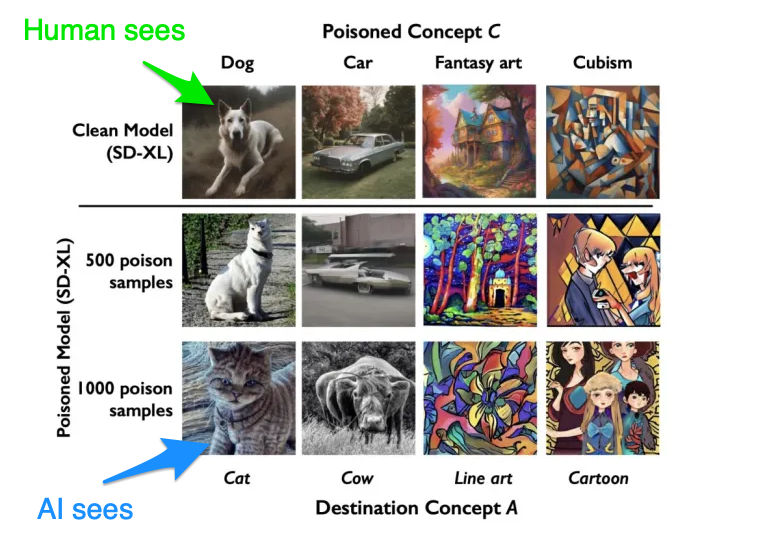 Human sees
Poisoned Concept C
Dog Car Fantasy art Cubism
Clean Model
(SD-XL)
Poisoned Model (SD-XL)
500 poison
samples
1000 poison
samples
Cat Cow Line art Cartoon
AI sees
Destination Concept A